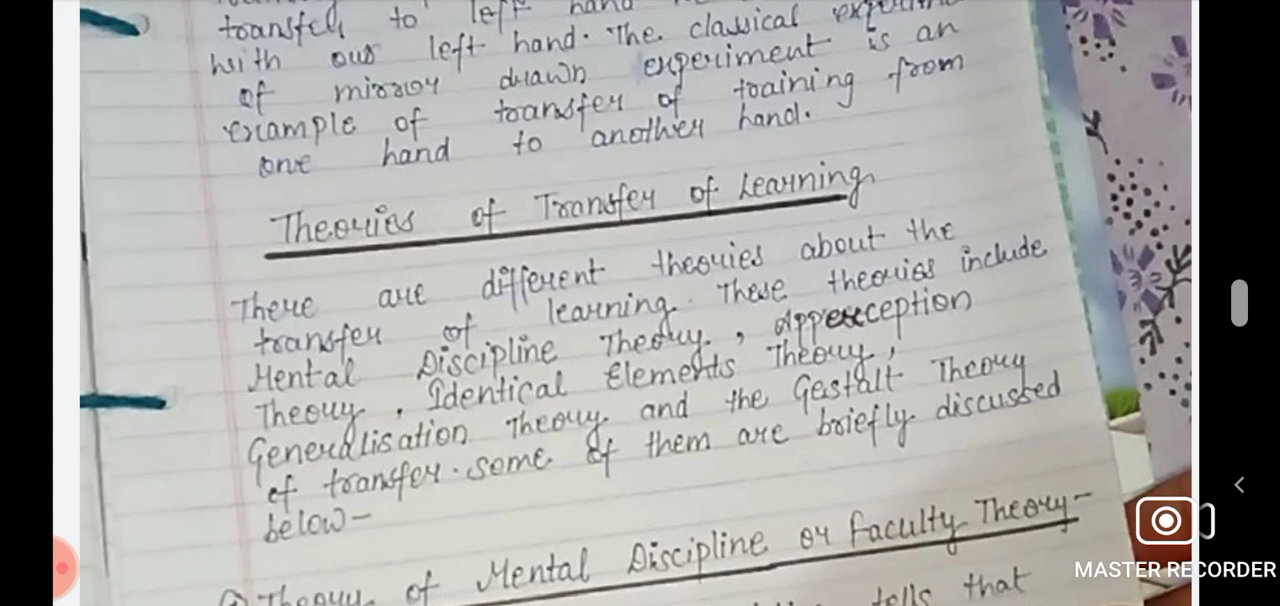 transfer to left hand
with our left hand. The classical
of mirror drawn experiment is an
example of transfer of training from
one hand to another hand.
Theories of Transfer of Learning
There are different theories about the
transfer of learning. These theories include
Mental Discipline Theory, Apperception
Theory, Identical Elements Theory,
Generalisation Theory and the Gestalt Theory
of transfer. some of them are briefly discussed
below-
Theory of Mental Discipline or Faculty Theory-
tells that
MASTER RECORDER